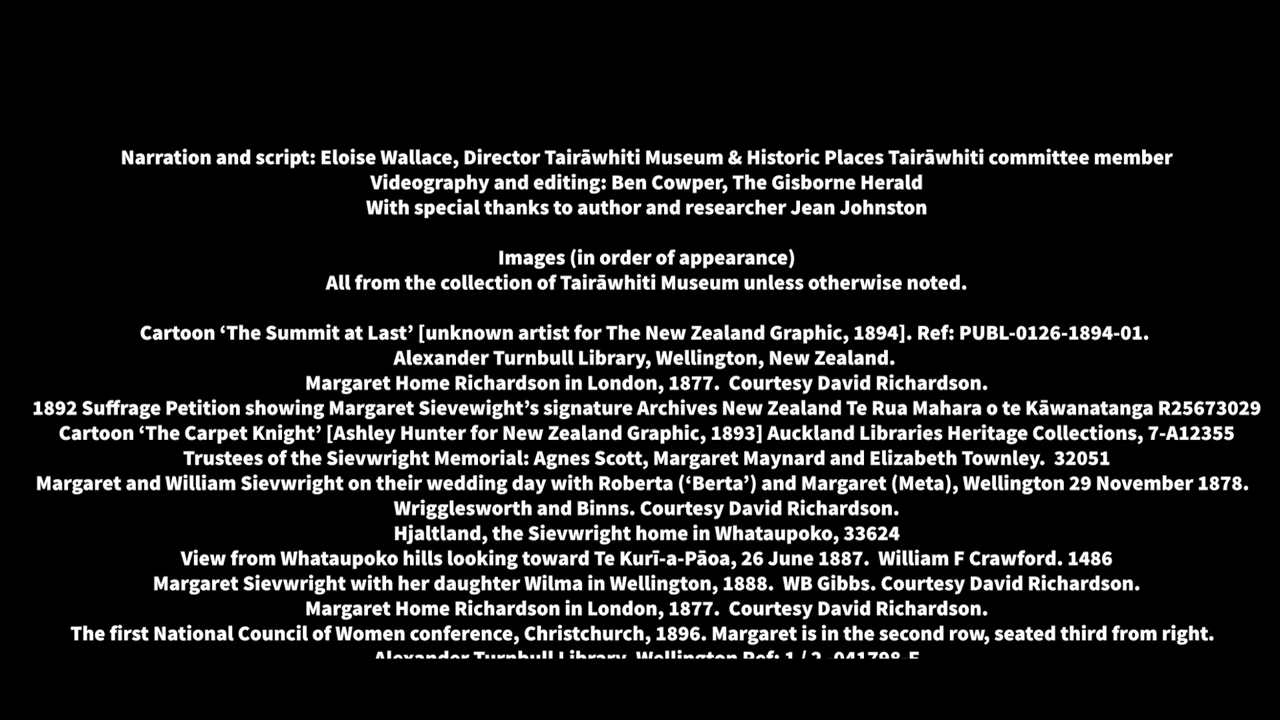 Narration and script: Eloise Wallace, Director Tairāwhiti Museum & Historic Places Tairāwhiti committee member
Videography and editing: Ben Cowper, The Gisborne Herald
With special thanks to author and researcher Jean Johnston
Images (in order of appearance)
All from the collection of Tairāwhiti Museum unless otherwise noted.
Cartoon ‘The Summit at Last’ [unknown artist for The New Zealand Graphic, 1894]. Ref: PUBL-0126-1894-01.
Alexander Turnbull Library, Wellington, New Zealand.
Margaret Home Richardson in London, 1877. Courtesy David Richardson.
1892 Suffrage Petition showing Margaret Sievewight’s signature Archives New Zealand Te Rua Mahara o te Kāwanatanga R25673029
Cartoon ‘The Carpet Knight’ [Ashley Hunter for New Zealand Graphic, 1893] Auckland Libraries Heritage Collections, 7-A12355
Trustees of the Sievwright Memorial: Agnes Scott, Margaret Maynard and Elizabeth Townley. 32051
Margaret and William Sievwright on their wedding day with Roberta (‘Berta’) and Margaret (Meta), Wellington 29 November 1878.
Wrigglesworth and Binns. Courtesy David Richardson.
Hjaltland, the Sievwright home in Whataupoko, 33624
View from Whataupoko hills looking toward Te Kurī-a-Pāoa, 26 June 1887. William F Crawford. 1486
Margaret Sievwright with her daughter Wilma in Wellington, 1888. WB Gibbs. Courtesy David Richardson.
Margaret Home Richardson in London, 1877. Courtesy David Richardson.
The first National Council of Women conference, Christchurch, 1896. Margaret is in the second row, seated third from right.
Alexander Turnbull Library, Wellington Ref: 1 / 2 -041798-F